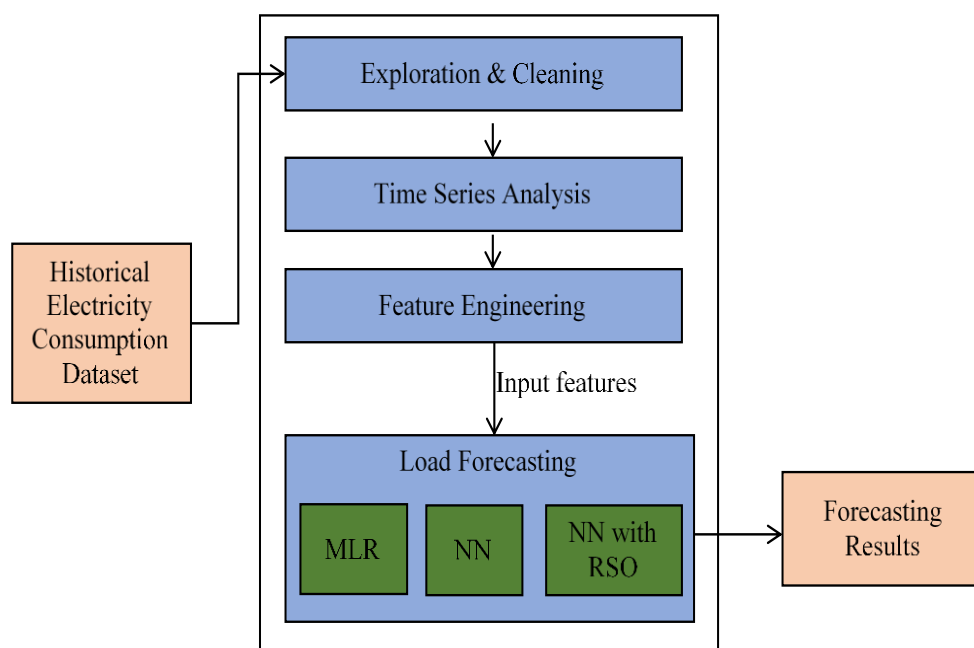 Exploration & Cleaning
Time Series Analysis
Historical
Electricity
Consumption
Dataset
Feature Engineering
Input features
Load Forecasting
MLR
NN
NN with
RSO
Forecasting
Results